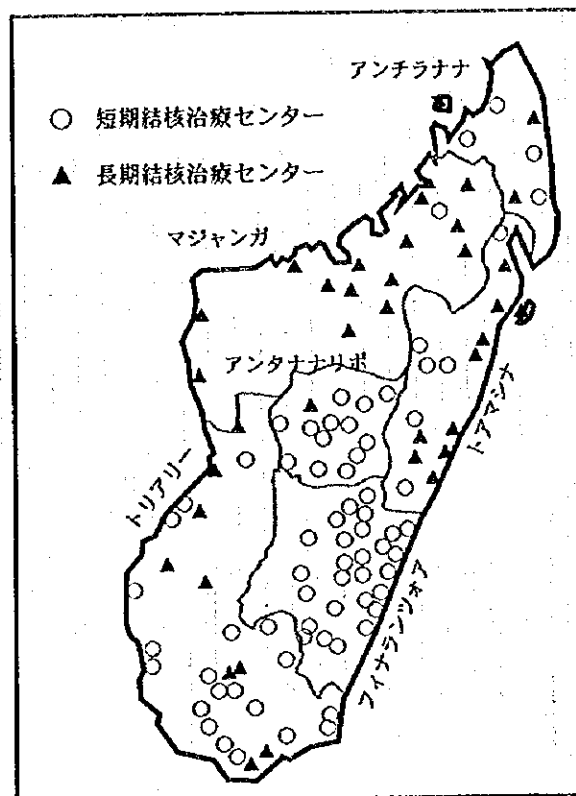 アンチラナナ
○ 短期結核治療センター
▲ 長期結核治療センター
マジャンガ
アンタナナリボ
トアマシナ
トリアリー
フィナランツォア